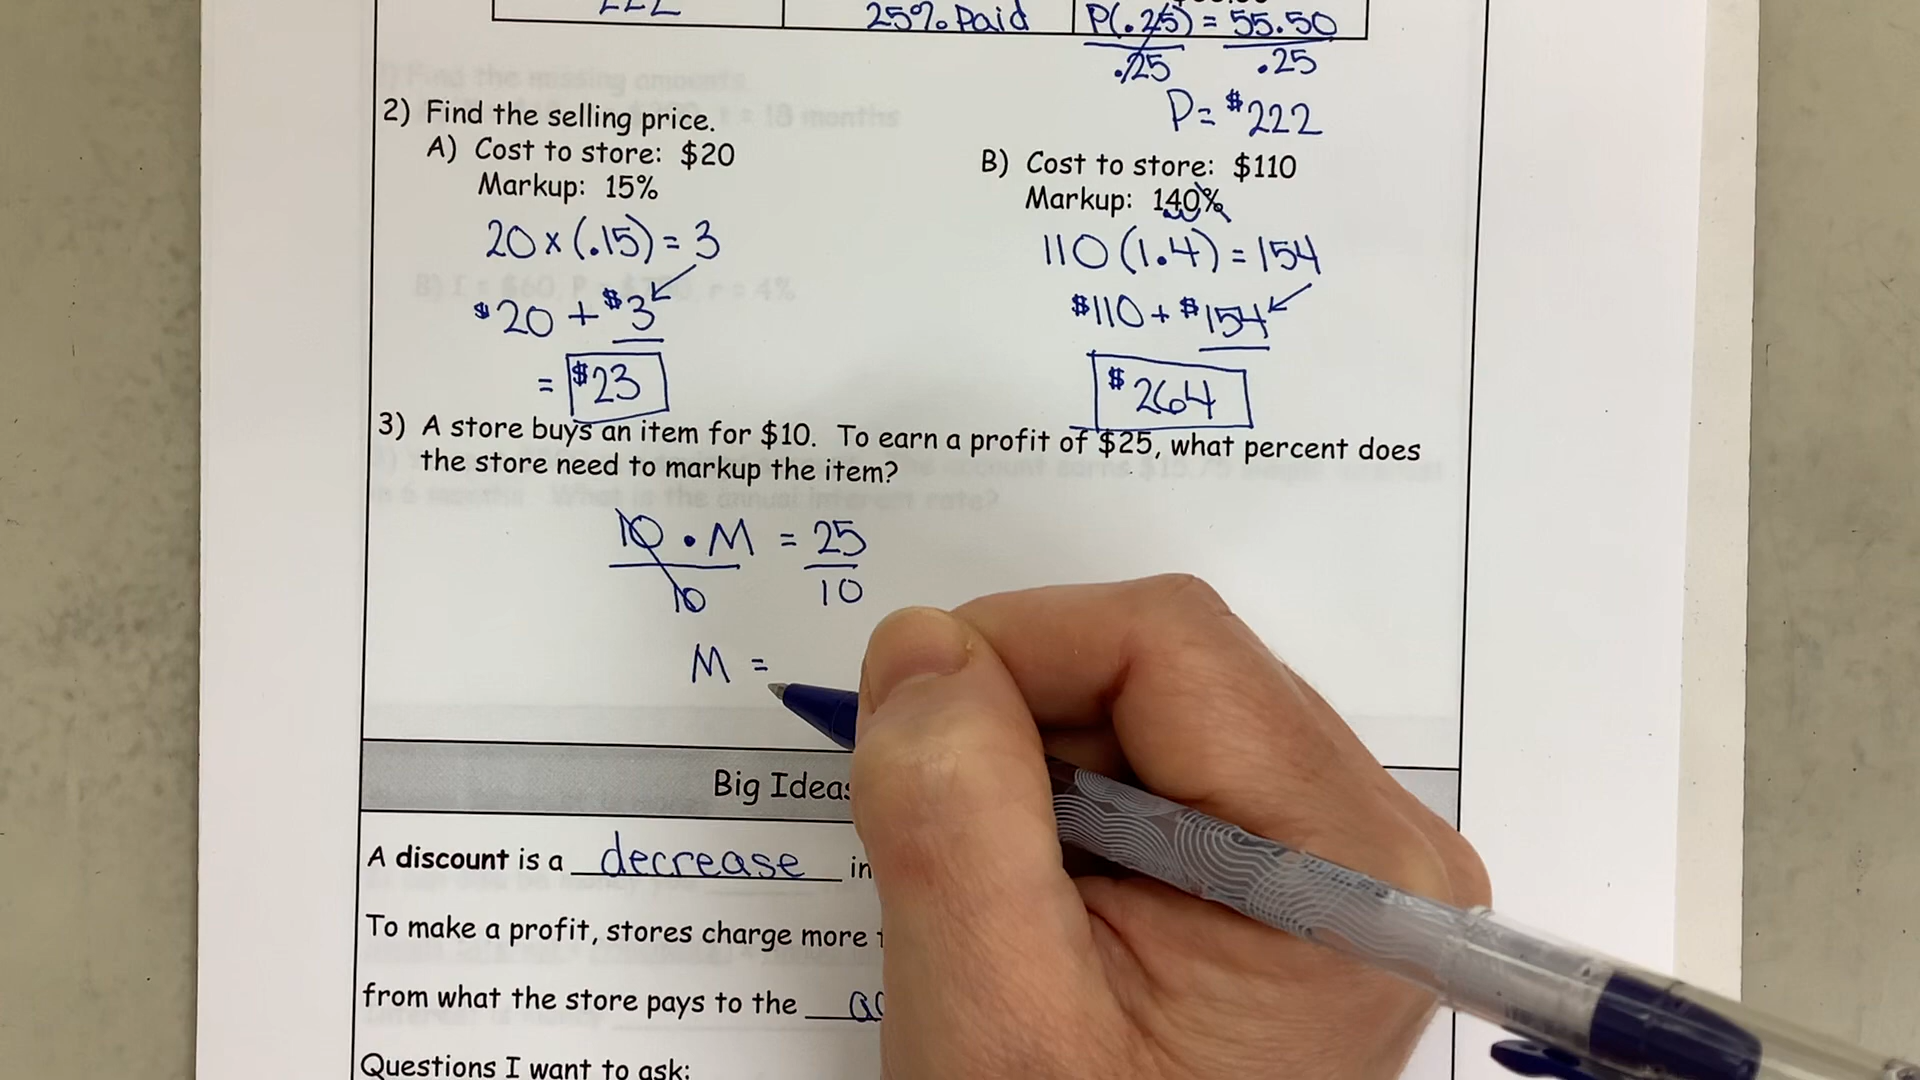 25% Paid
P(.25) = 55.50
.25 .25
P = $222
2) Find the selling price.
A) Cost to store: $20
Markup: 15%
20 x (.15) = 3
$20 + $3
= $23
B) Cost to store: $110
Markup: 140%
110 (1.4) = 154
$110 + $154
$264
3) A store buys an item for $10. To earn a profit of $25, what percent does
the store need to markup the item?
10 • M = 25
10 10
M =
Big Ideas
A discount is a decrease in
To make a profit, stores charge more
from what the store pays to the
Questions I want to ask: